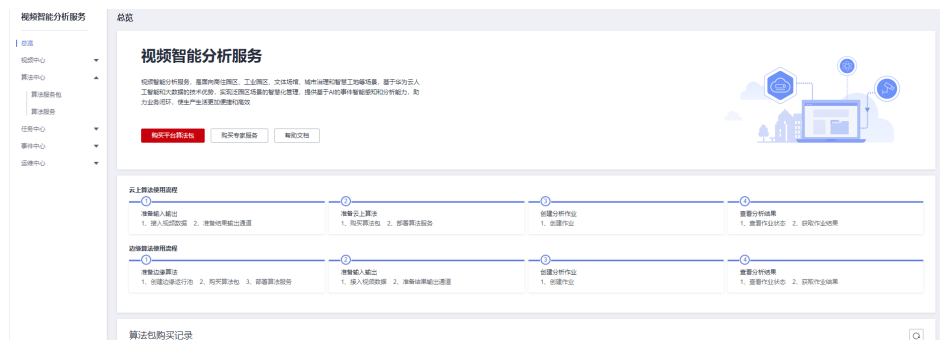 视频智能分析服务
总览
总览
视频中心
算法中心
算法服务包
算法服务
任务中心
事件中心
运维中心
视频智能分析服务
视频智能分析服务，是面向商住园区、工业园区、文体场馆、城市治理和智慧工地等场景，基于华为云人
工智能和大数据的技术优势，实现泛园区场景的智慧化管理，提供基于AI的事件智能感知和分析能力，助
力业务闭环，使生产生活更加便捷和高效
购买平台算法包 购买专家服务 帮助文档
云上算法使用流程
1 2 3 4
准备输入输出 准备云上算法 创建分析作业 查看分析结果
1、接入视频数据 2、准备结果输出通道 1、购买算法包 2、部署算法服务 1、创建作业 1、查看作业状态 2、获取作业结果
边缘算法使用流程
1 2 3 4
准备边缘算法 准备输入输出 创建分析作业 查看分析结果
1、创建边缘运行池 2、购买算法包 3、部署算法服务 1、接入视频数据 2、准备结果输出通道 1、创建作业 1、查看作业状态 2、获取作业结果
算法包购买记录